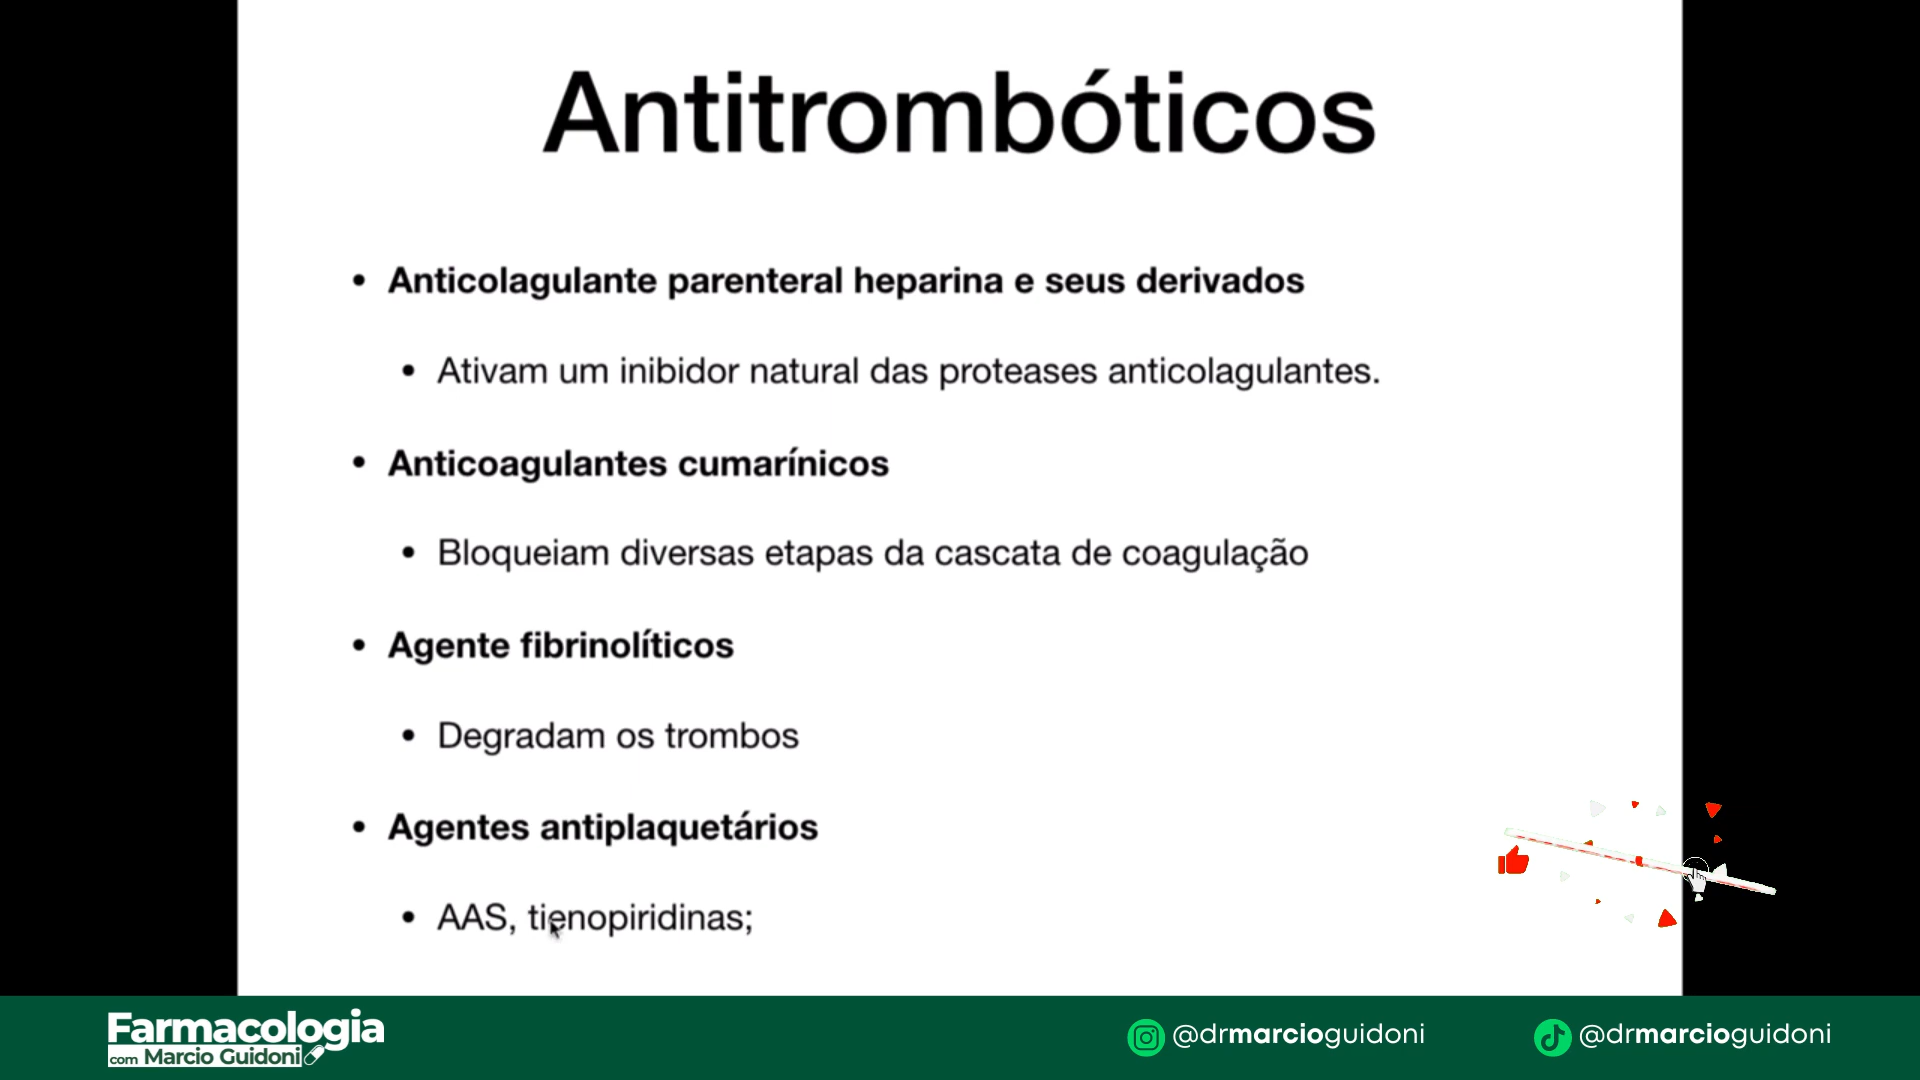 Antitrombóticos
• Anticolagulante parenteral heparina e seus derivados
• Ativam um inibidor natural das proteases anticolagulantes.
• Anticoagulantes cumarínicos
• Bloqueiam diversas etapas da cascata de coagulação
• Agente fibrinolíticos
• Degradam os trombos
• Agentes antiplaquetários
• AAS, tienopiridinas;
Farmacologia
com Marcio Guidoni
@drmarcioguidoni
@drmarcioguidoni